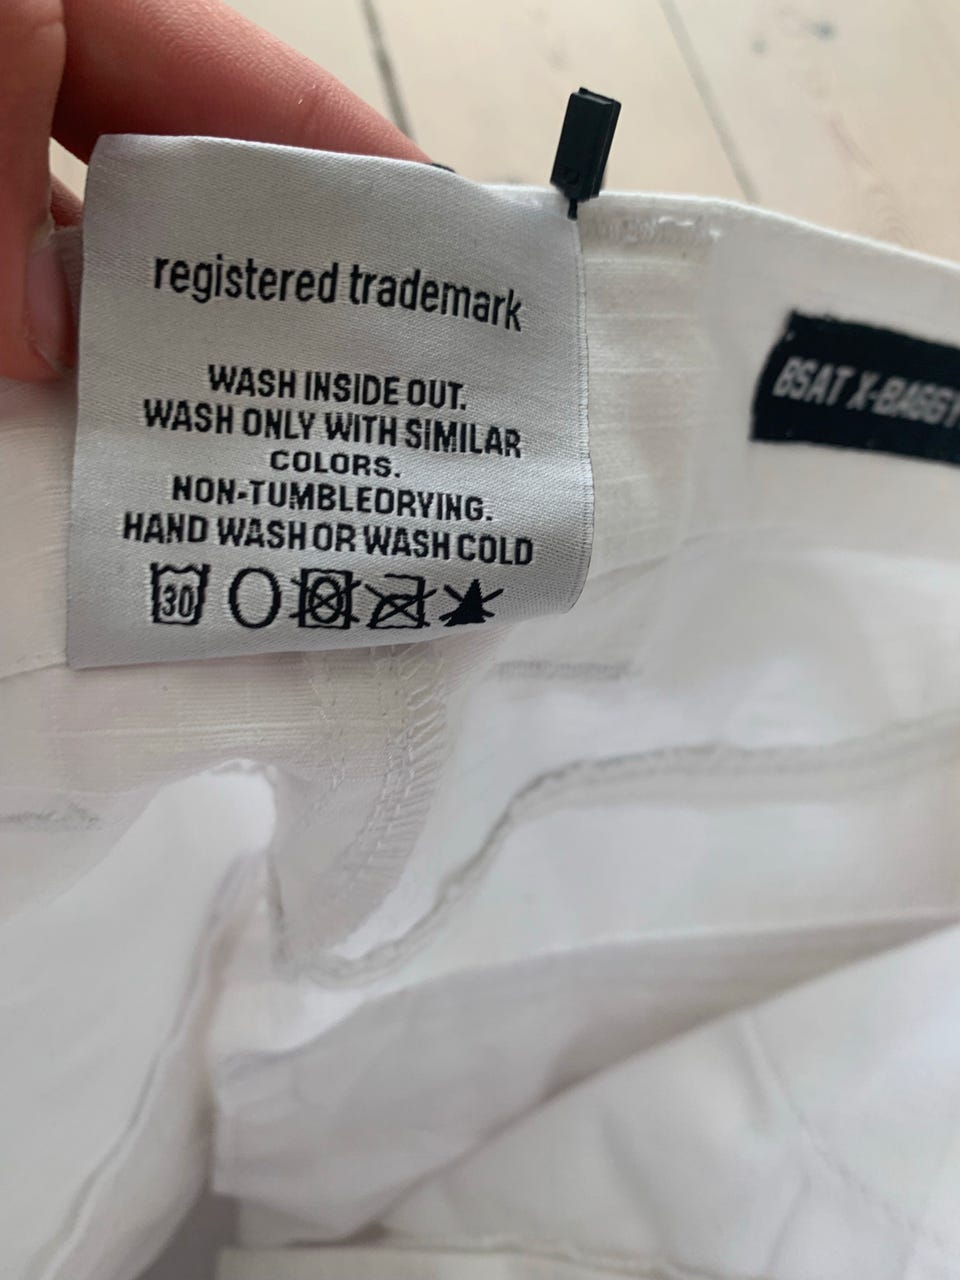 registered trademark
WASH INSIDE OUT.
WASH ONLY WITH SIMILAR
COLORS.
NON-TUMBLEDRYING.
HAND WASH OR WASH COLD
30
BSAT X-BAGGY